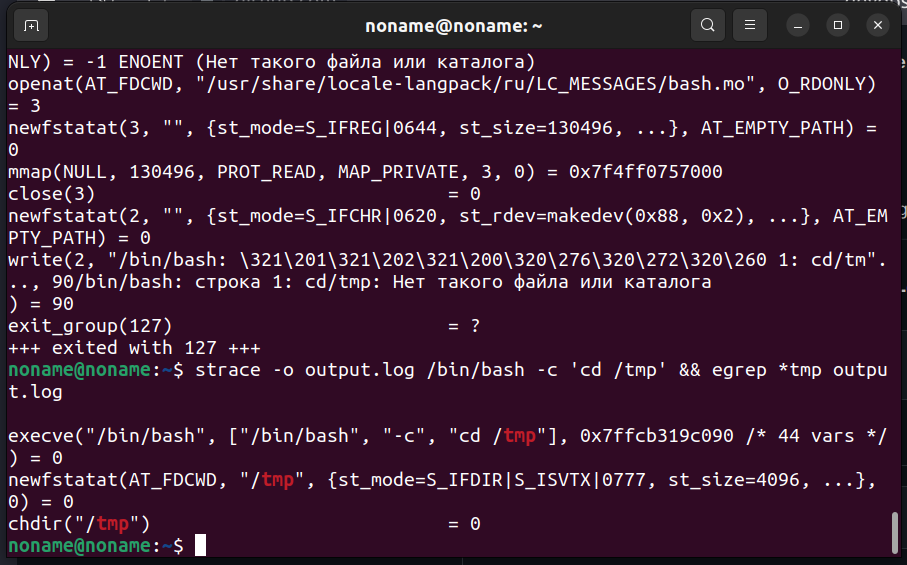 noname@noname: ~
NLY) = -1 ENOENT (Нет такого файла или каталога)
openat(AT_FDCWD, "/usr/share/locale-langpack/ru/LC_MESSAGES/bash.mo", O_RDONLY)
= 3
newfstatat(3, "", {st_mode=S_IFREG|0644, st_size=130496, ...}, AT_EMPTY_PATH) =
0
mmap(NULL, 130496, PROT_READ, MAP_PRIVATE, 3, 0) = 0x7f4ff0757000
close(3)                                = 0
newfstatat(2, "", {st_mode=S_IFCHR|0620, st_rdev=makedev(0x88, 0x2), ...}, AT_EM
PTY_PATH) = 0
write(2, "/bin/bash: \321\201\321\202\321\200\320\276\320\272\320\260 1: cd/tm".
.., 90/bin/bash: строка 1: cd/tmp: Нет такого файла или каталога
) = 90
exit_group(127)                         = ?
+++ exited with 127 +++
noname@noname:~$ strace -o output.log /bin/bash -c 'cd /tmp' && egrep *tmp outpu
t.log
execve("/bin/bash", ["/bin/bash", "-c", "cd /tmp"], 0x7ffcb319c090 /* 44 vars */
) = 0
newfstatat(AT_FDCWD, "/tmp", {st_mode=S_IFDIR|S_ISVTX|0777, st_size=4096, ...},
0) = 0
chdir("/tmp")                           = 0
noname@noname:~$